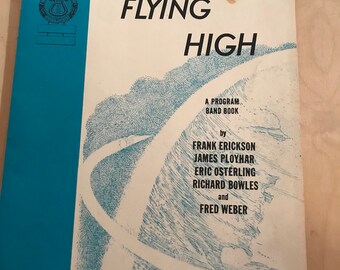 FLYING
HIGH
A PROGRAM
BAND BOOK
by
FRANK ERICKSON
JAMES PLOYHAR
ERIC OSTERLING
RICHARD BOWLES
and
FRED WEBER